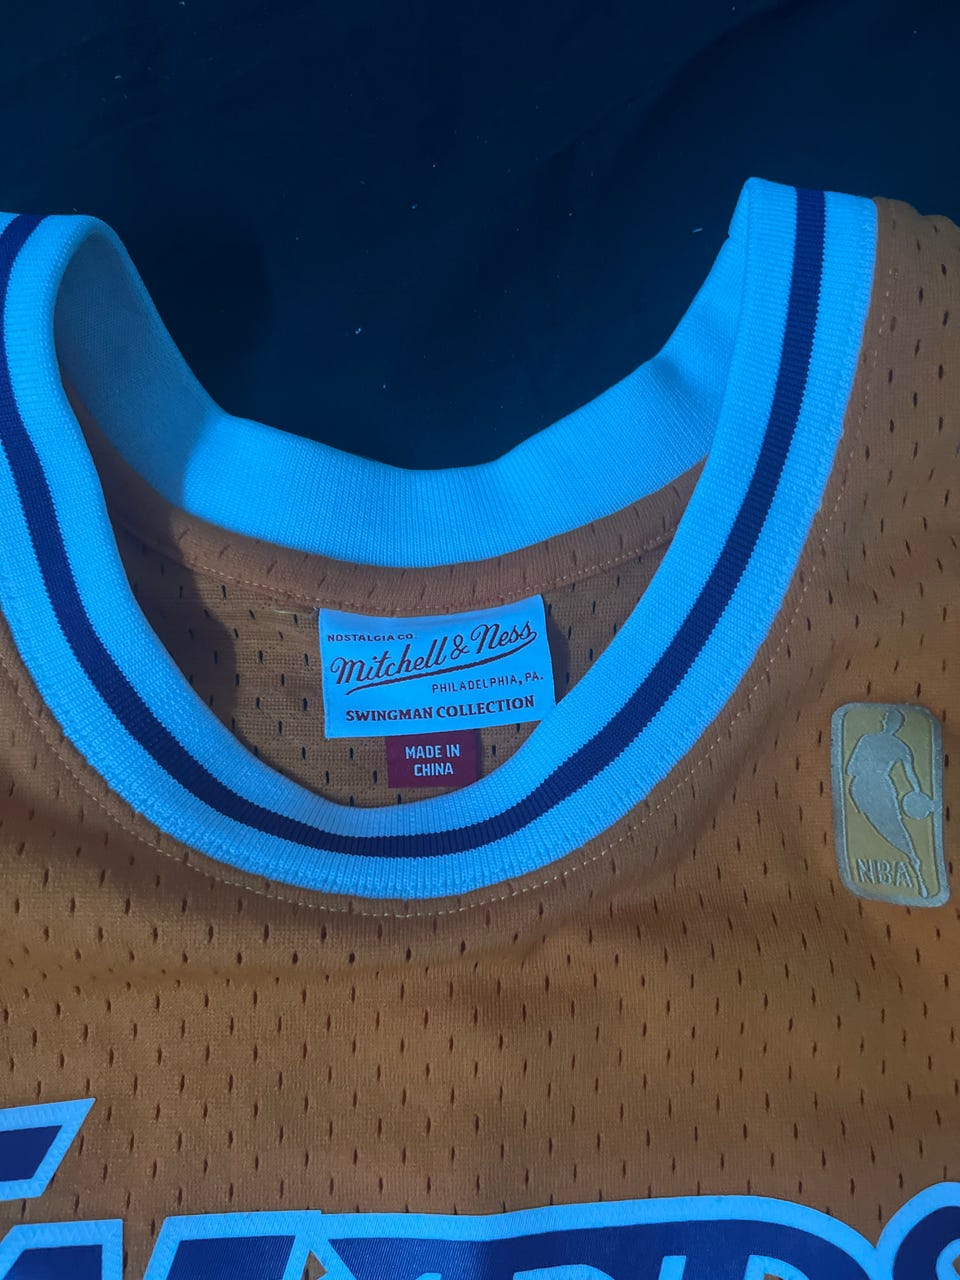 NOSTALGIA CO.
Mitchell & Ness
PHILADELPHIA, PA.
SWINGMAN COLLECTION
MADE IN
CHINA
NBA